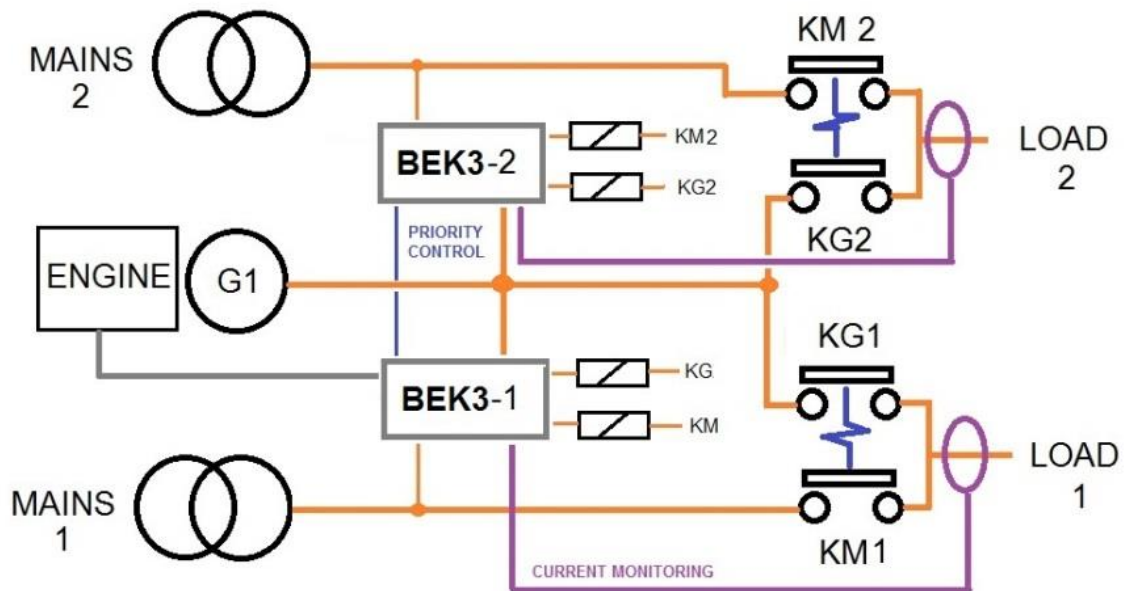 KM 2
MAINS
2
KM2
BEK3-2
KG2
LOAD
2
KG2
PRIORITY
CONTROL
ENGINE
G1
KG1
KG
BEK3-1
KM
LOAD
1
MAINS
1
KM1
CURRENT MONITORING